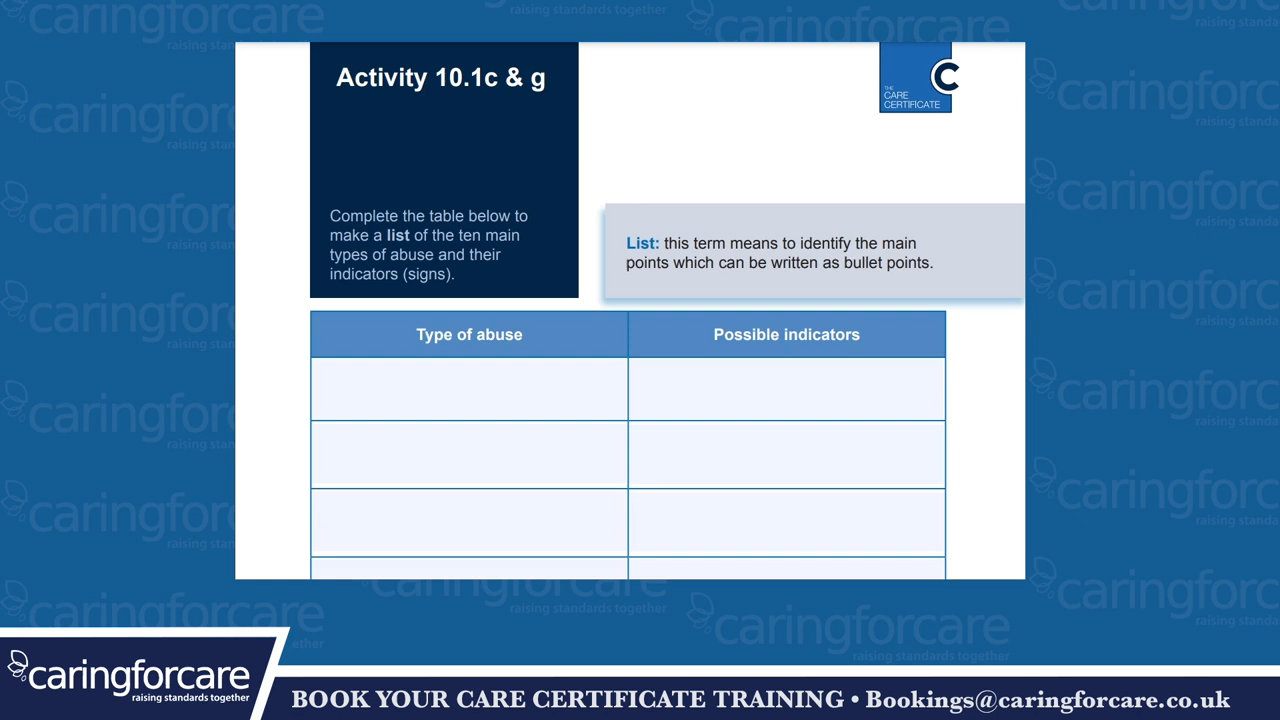 Activity 10.1c & g
THE
CARE
CERTIFICATE
Complete the table below to
make a list of the ten main
types of abuse and their
indicators (signs).
List: this term means to identify the main
points which can be written as bullet points.
Type of abuse
Possible indicators
caringforcare
raising standards together
BOOK YOUR CARE CERTIFICATE TRAINING • Bookings@caringforcare.co.uk